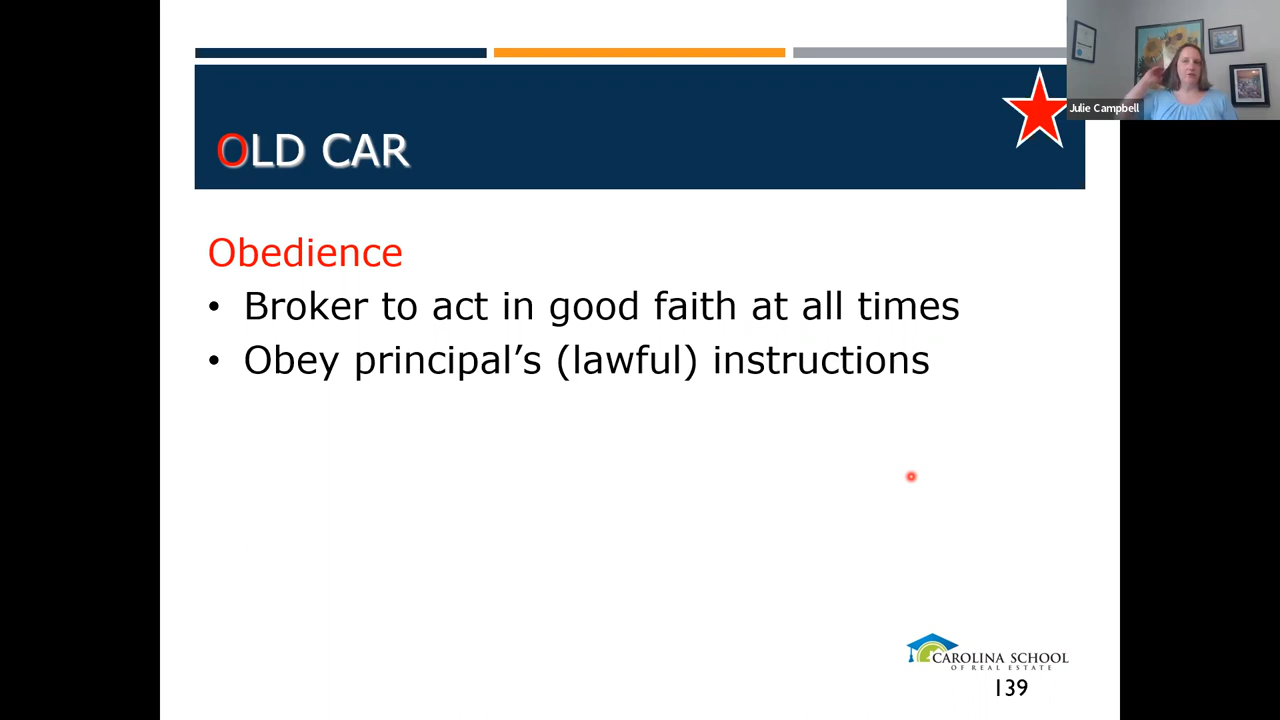 Julie Campbell
OLD CAR
Obedience
• Broker to act in good faith at all times
• Obey principal’s (lawful) instructions
CAROLINA SCHOOL
OF REAL ESTATE
139